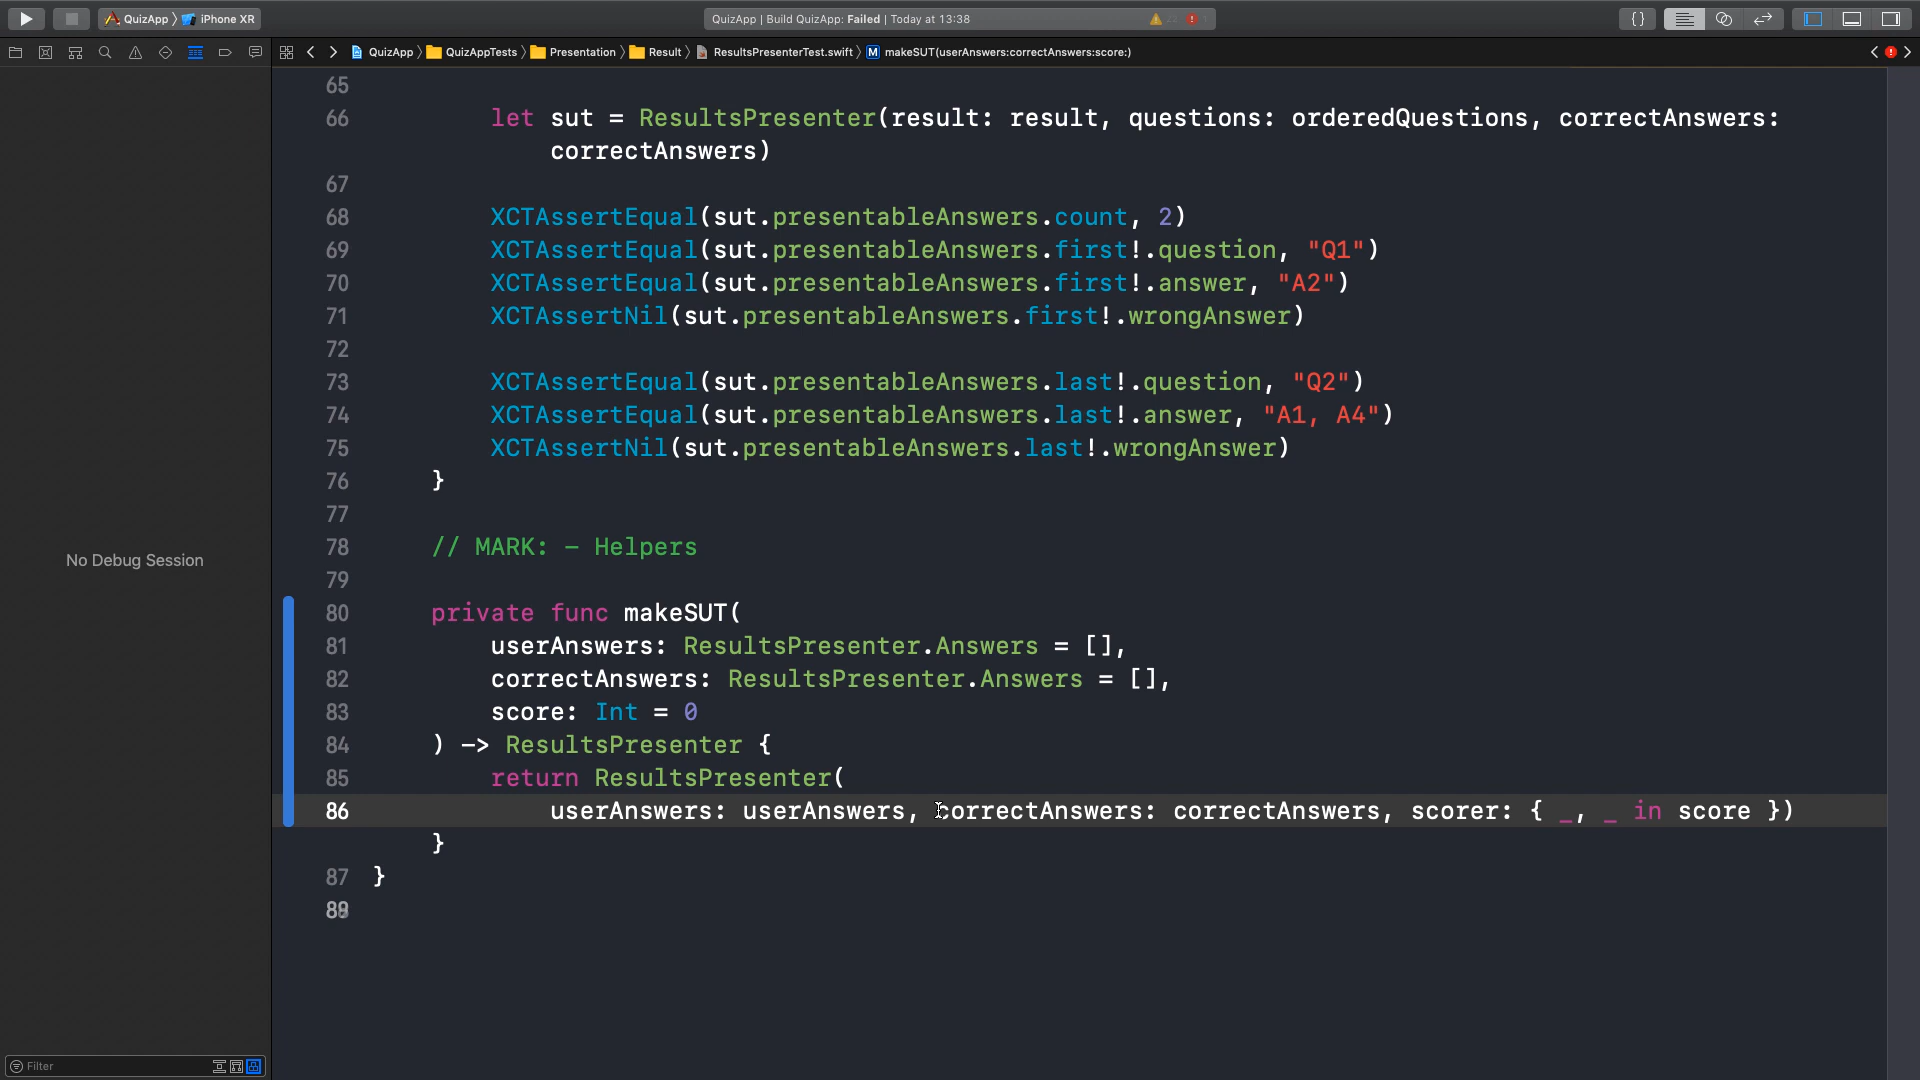 QuizApp 〉 iPhone XR
QuizApp | Build QuizApp: Failed | Today at 13:38
QuizApp 〉 QuizAppTests 〉 Presentation 〉 Result 〉 ResultsPresenterTest.swift 〉 M makeSUT(userAnswers:correctAnswers:score:)
65
66 let sut = ResultsPresenter(result: result, questions: orderedQuestions, correctAnswers:
correctAnswers)
67
68 XCTAssertEqual(sut.presentableAnswers.count, 2)
69 XCTAssertEqual(sut.presentableAnswers.first!.question, "Q1")
70 XCTAssertEqual(sut.presentableAnswers.first!.answer, "A2")
71 XCTAssertNil(sut.presentableAnswers.first!.wrongAnswer)
72
73 XCTAssertEqual(sut.presentableAnswers.last!.question, "Q2")
74 XCTAssertEqual(sut.presentableAnswers.last!.answer, "A1, A4")
75 XCTAssertNil(sut.presentableAnswers.last!.wrongAnswer)
76 }
77
78 // MARK: - Helpers
79
No Debug Session
80 private func makeSUT(
81 userAnswers: ResultsPresenter.Answers = [],
82 correctAnswers: ResultsPresenter.Answers = [],
83 score: Int = 0
84 ) -> ResultsPresenter {
85 return ResultsPresenter(
86 userAnswers: userAnswers, correctAnswers: correctAnswers, scorer: { _, _ in score })
}
87 }
Filter